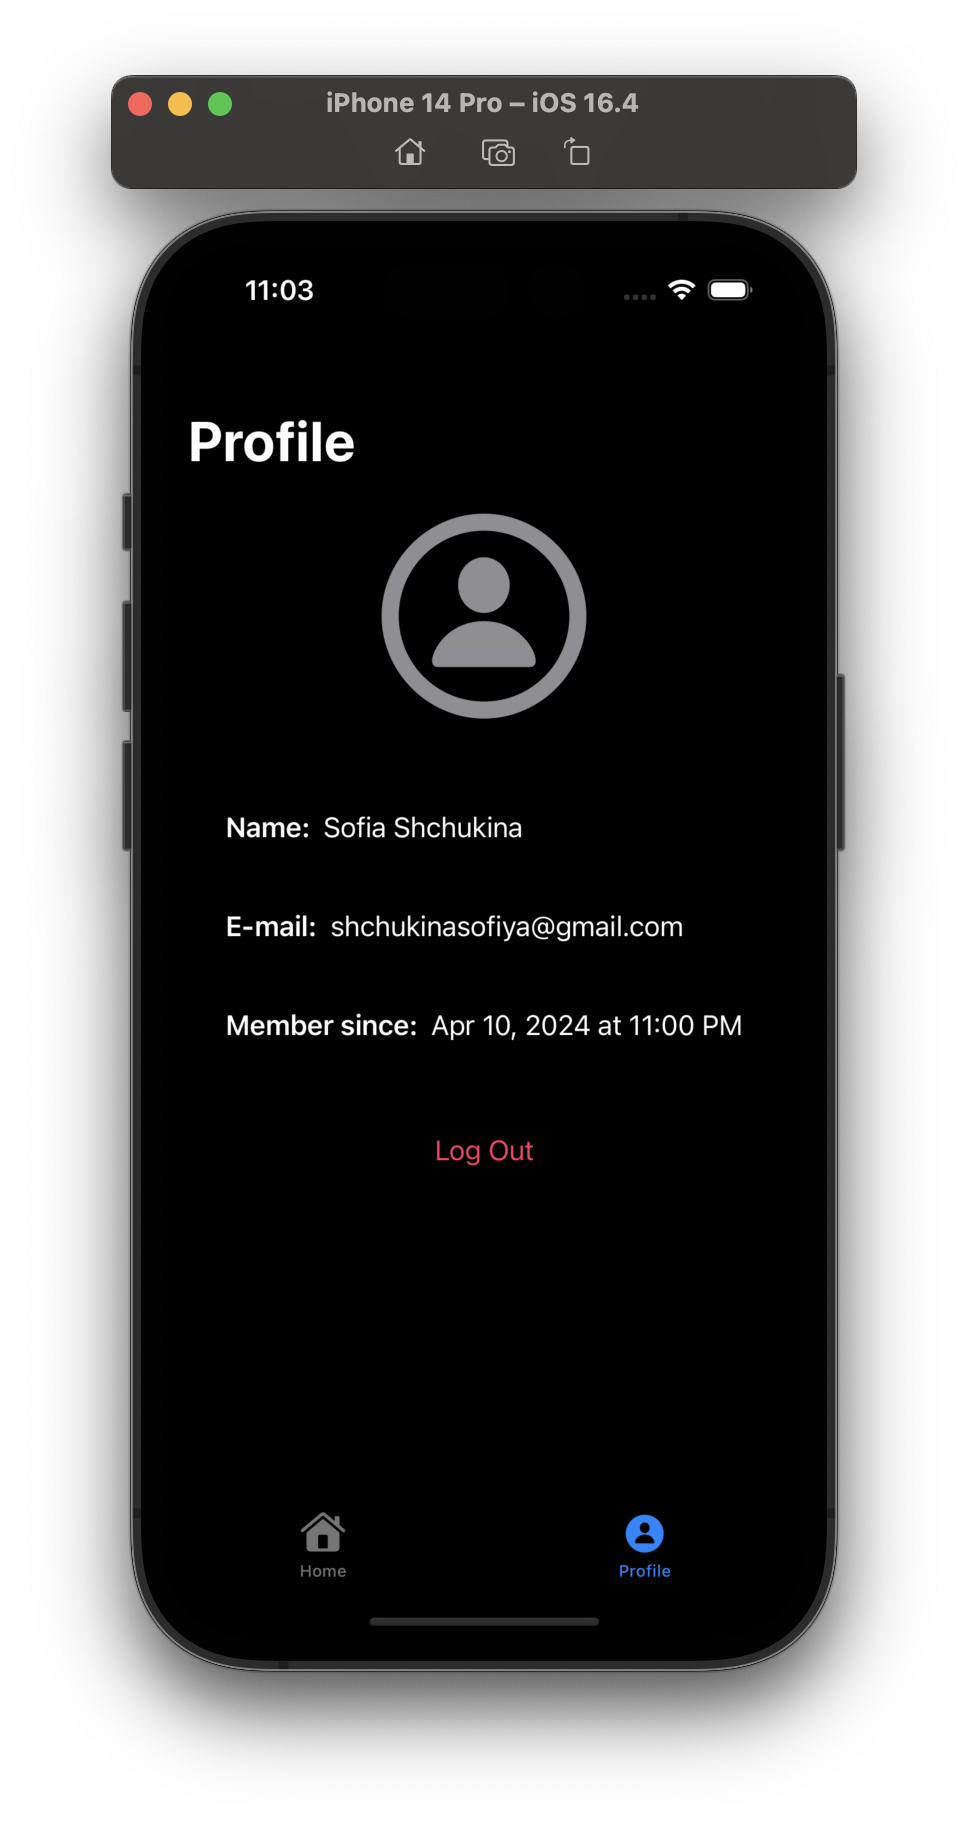 iPhone 14 Pro – iOS 16.4
11:03
Profile
Name: Sofia Shchukina
E-mail: shchukinasofiya@gmail.com
Member since: Apr 10, 2024 at 11:00 PM
Log Out
Home
Profile